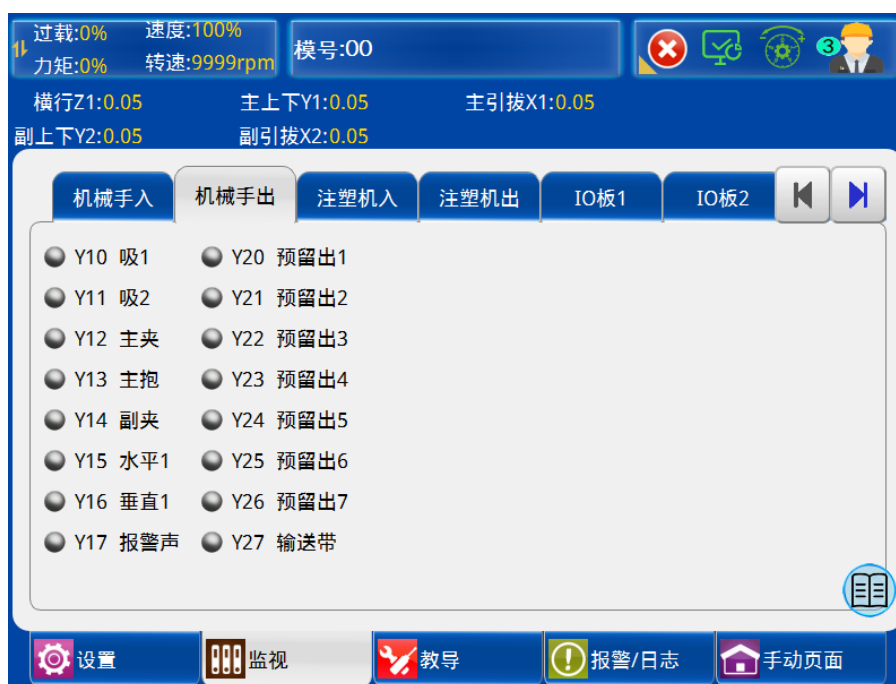 过载:0% 速度:100%
力矩:0% 转速:9999rpm
模号:00
3
横行Z1:0.05 主上下Y1:0.05 主引拔X1:0.05
副上下Y2:0.05 副引拔X2:0.05
机械手入 机械手出 注塑机入 注塑机出 IO板1 IO板2
Y10 吸1 Y20 预留出1
Y11 吸2 Y21 预留出2
Y12 主夹 Y22 预留出3
Y13 主抱 Y23 预留出4
Y14 副夹 Y24 预留出5
Y15 水平1 Y25 预留出6
Y16 垂直1 Y26 预留出7
Y17 报警声 Y27 输送带
设置 监视 教导 报警/日志 手动页面